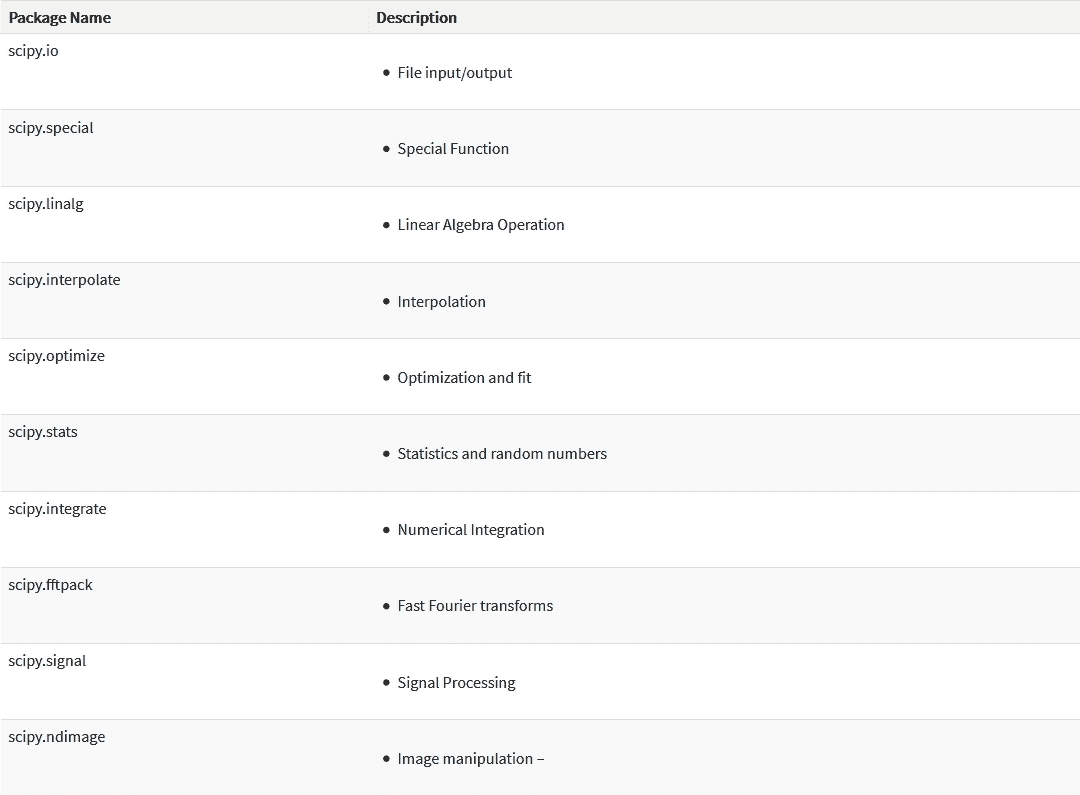 Package Name Description
scipy.io
• File input/output
scipy.special
• Special Function
scipy.linalg
• Linear Algebra Operation
scipy.interpolate
• Interpolation
scipy.optimize
• Optimization and fit
scipy.stats
• Statistics and random numbers
scipy.integrate
• Numerical Integration
scipy.fftpack
• Fast Fourier transforms
scipy.signal
• Signal Processing
scipy.ndimage
• Image manipulation –